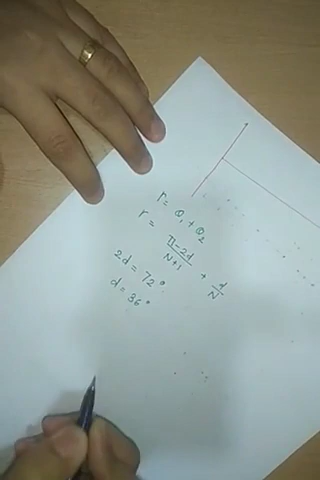 r = θ₁ + θ₂
r = π-2d/N+1 + d/N
2d = 72°
d = 36°